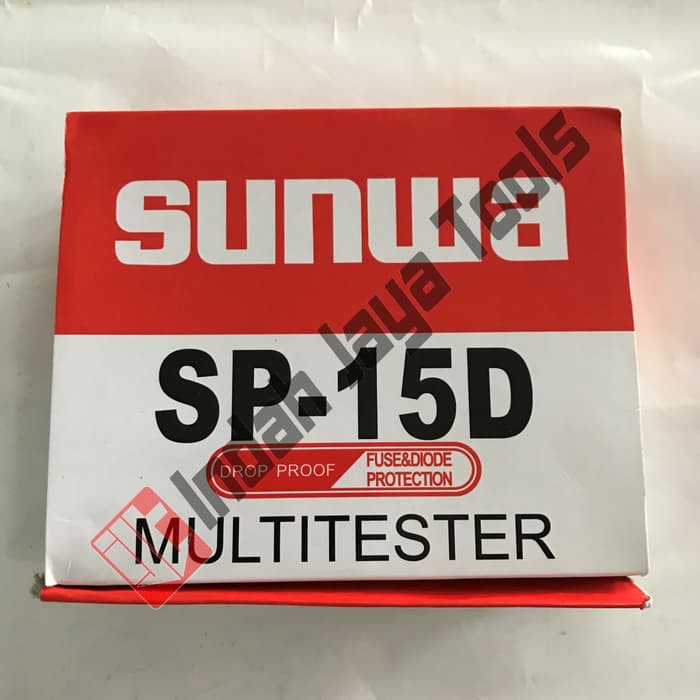 sunwa
SP-15D
DROP PROOF
FUSE&DIODE
PROTECTION
MULTITESTER
Indah Jaya Tools